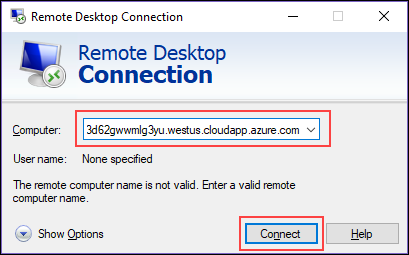 Remote Desktop Connection
Remote Desktop
Connection
Computer: 3d62gwwmlg3yu.westus.cloudapp.azure.com
User name: None specified
The remote computer name is not valid. Enter a valid remote
computer name.
Show Options Connect Help